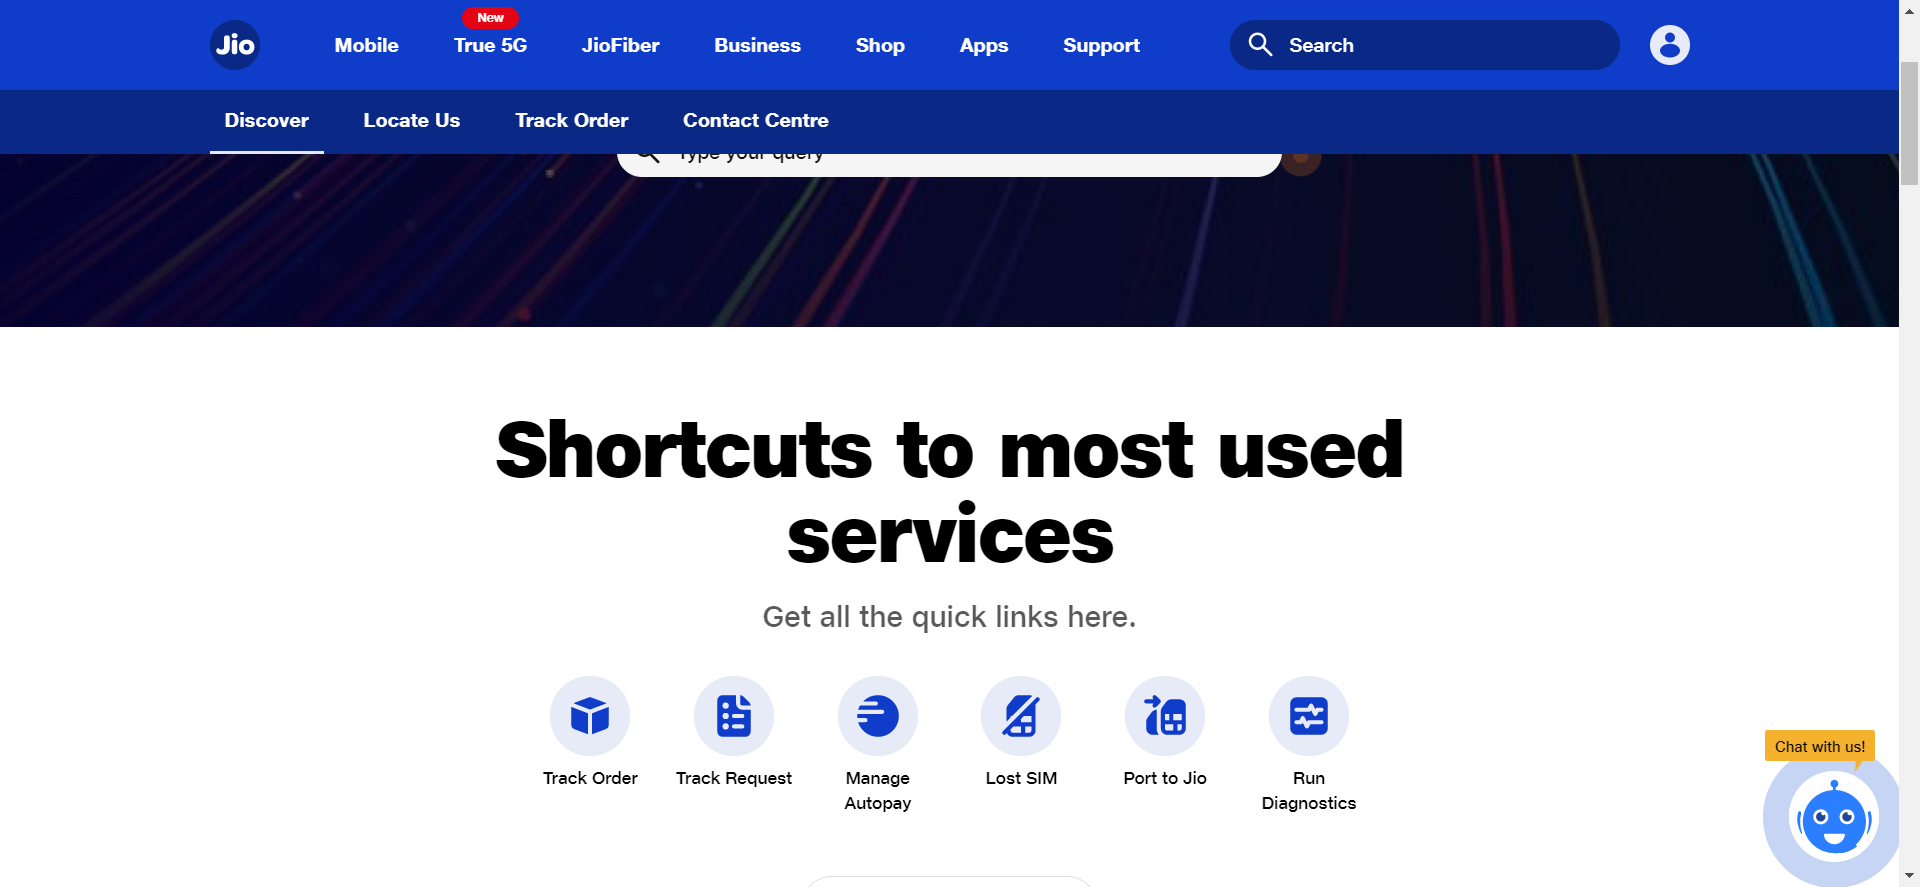 New
Jio Mobile True 5G JioFiber Business Shop Apps Support Search
Discover Locate Us Track Order Contact Centre
Type your query
Shortcuts to most used
services
Get all the quick links here.
Track Order Track Request Manage Autopay Lost SIM Port to Jio Run Diagnostics
Chat with us!